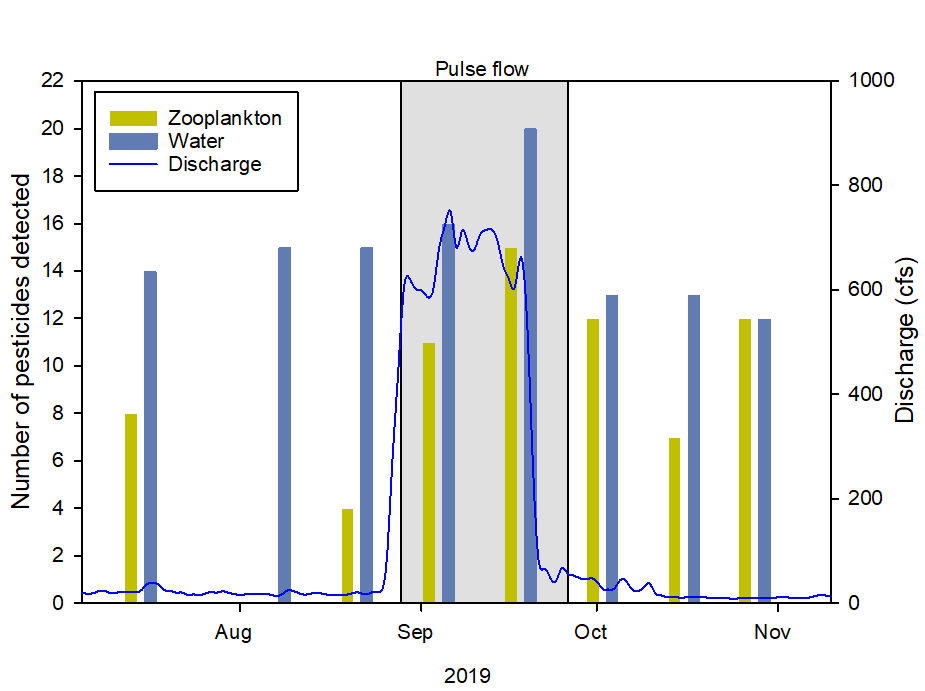 Pulse flow
22
20
18
16
14
12
10
8
6
4
2
0
Number of pesticides detected
Zooplankton
Water
Discharge
1000
800
600
400
200
0
Discharge (cfs)
Aug
Sep
Oct
Nov
2019